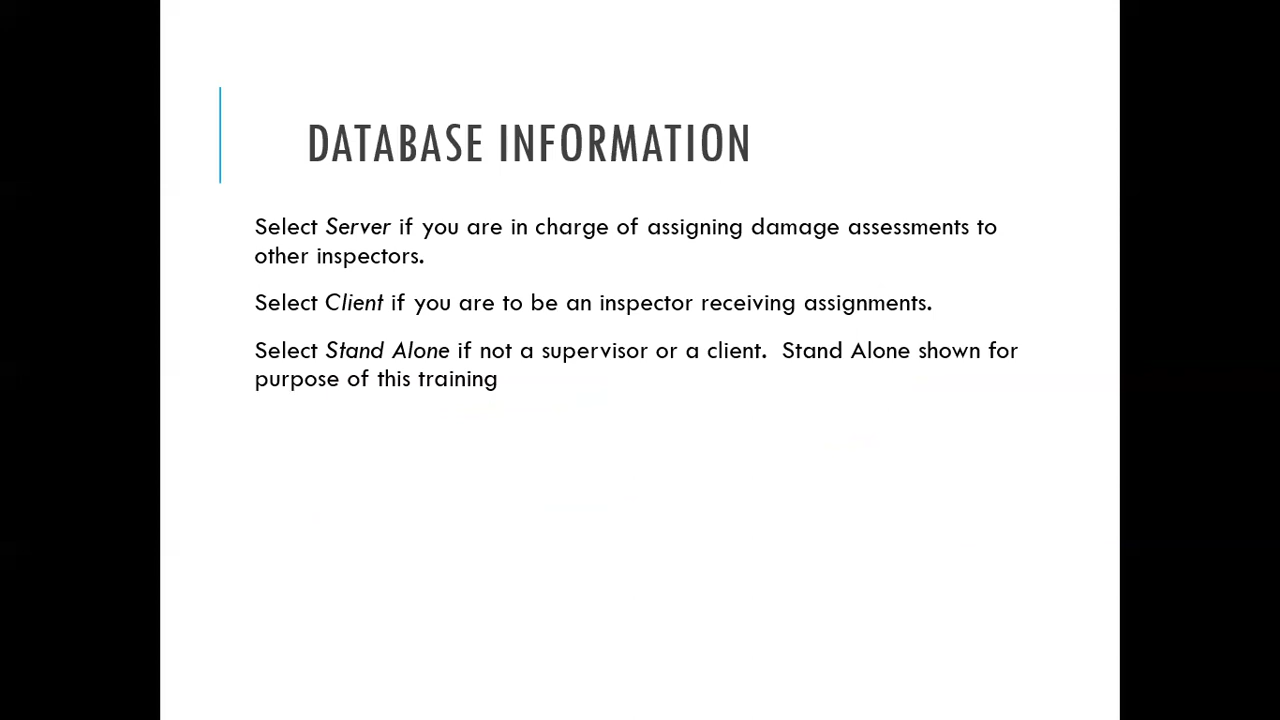 DATABASE INFORMATION
Select Server if you are in charge of assigning damage assessments to
other inspectors.
Select Client if you are to be an inspector receiving assignments.
Select Stand Alone if not a supervisor or a client.  Stand Alone shown for
purpose of this training